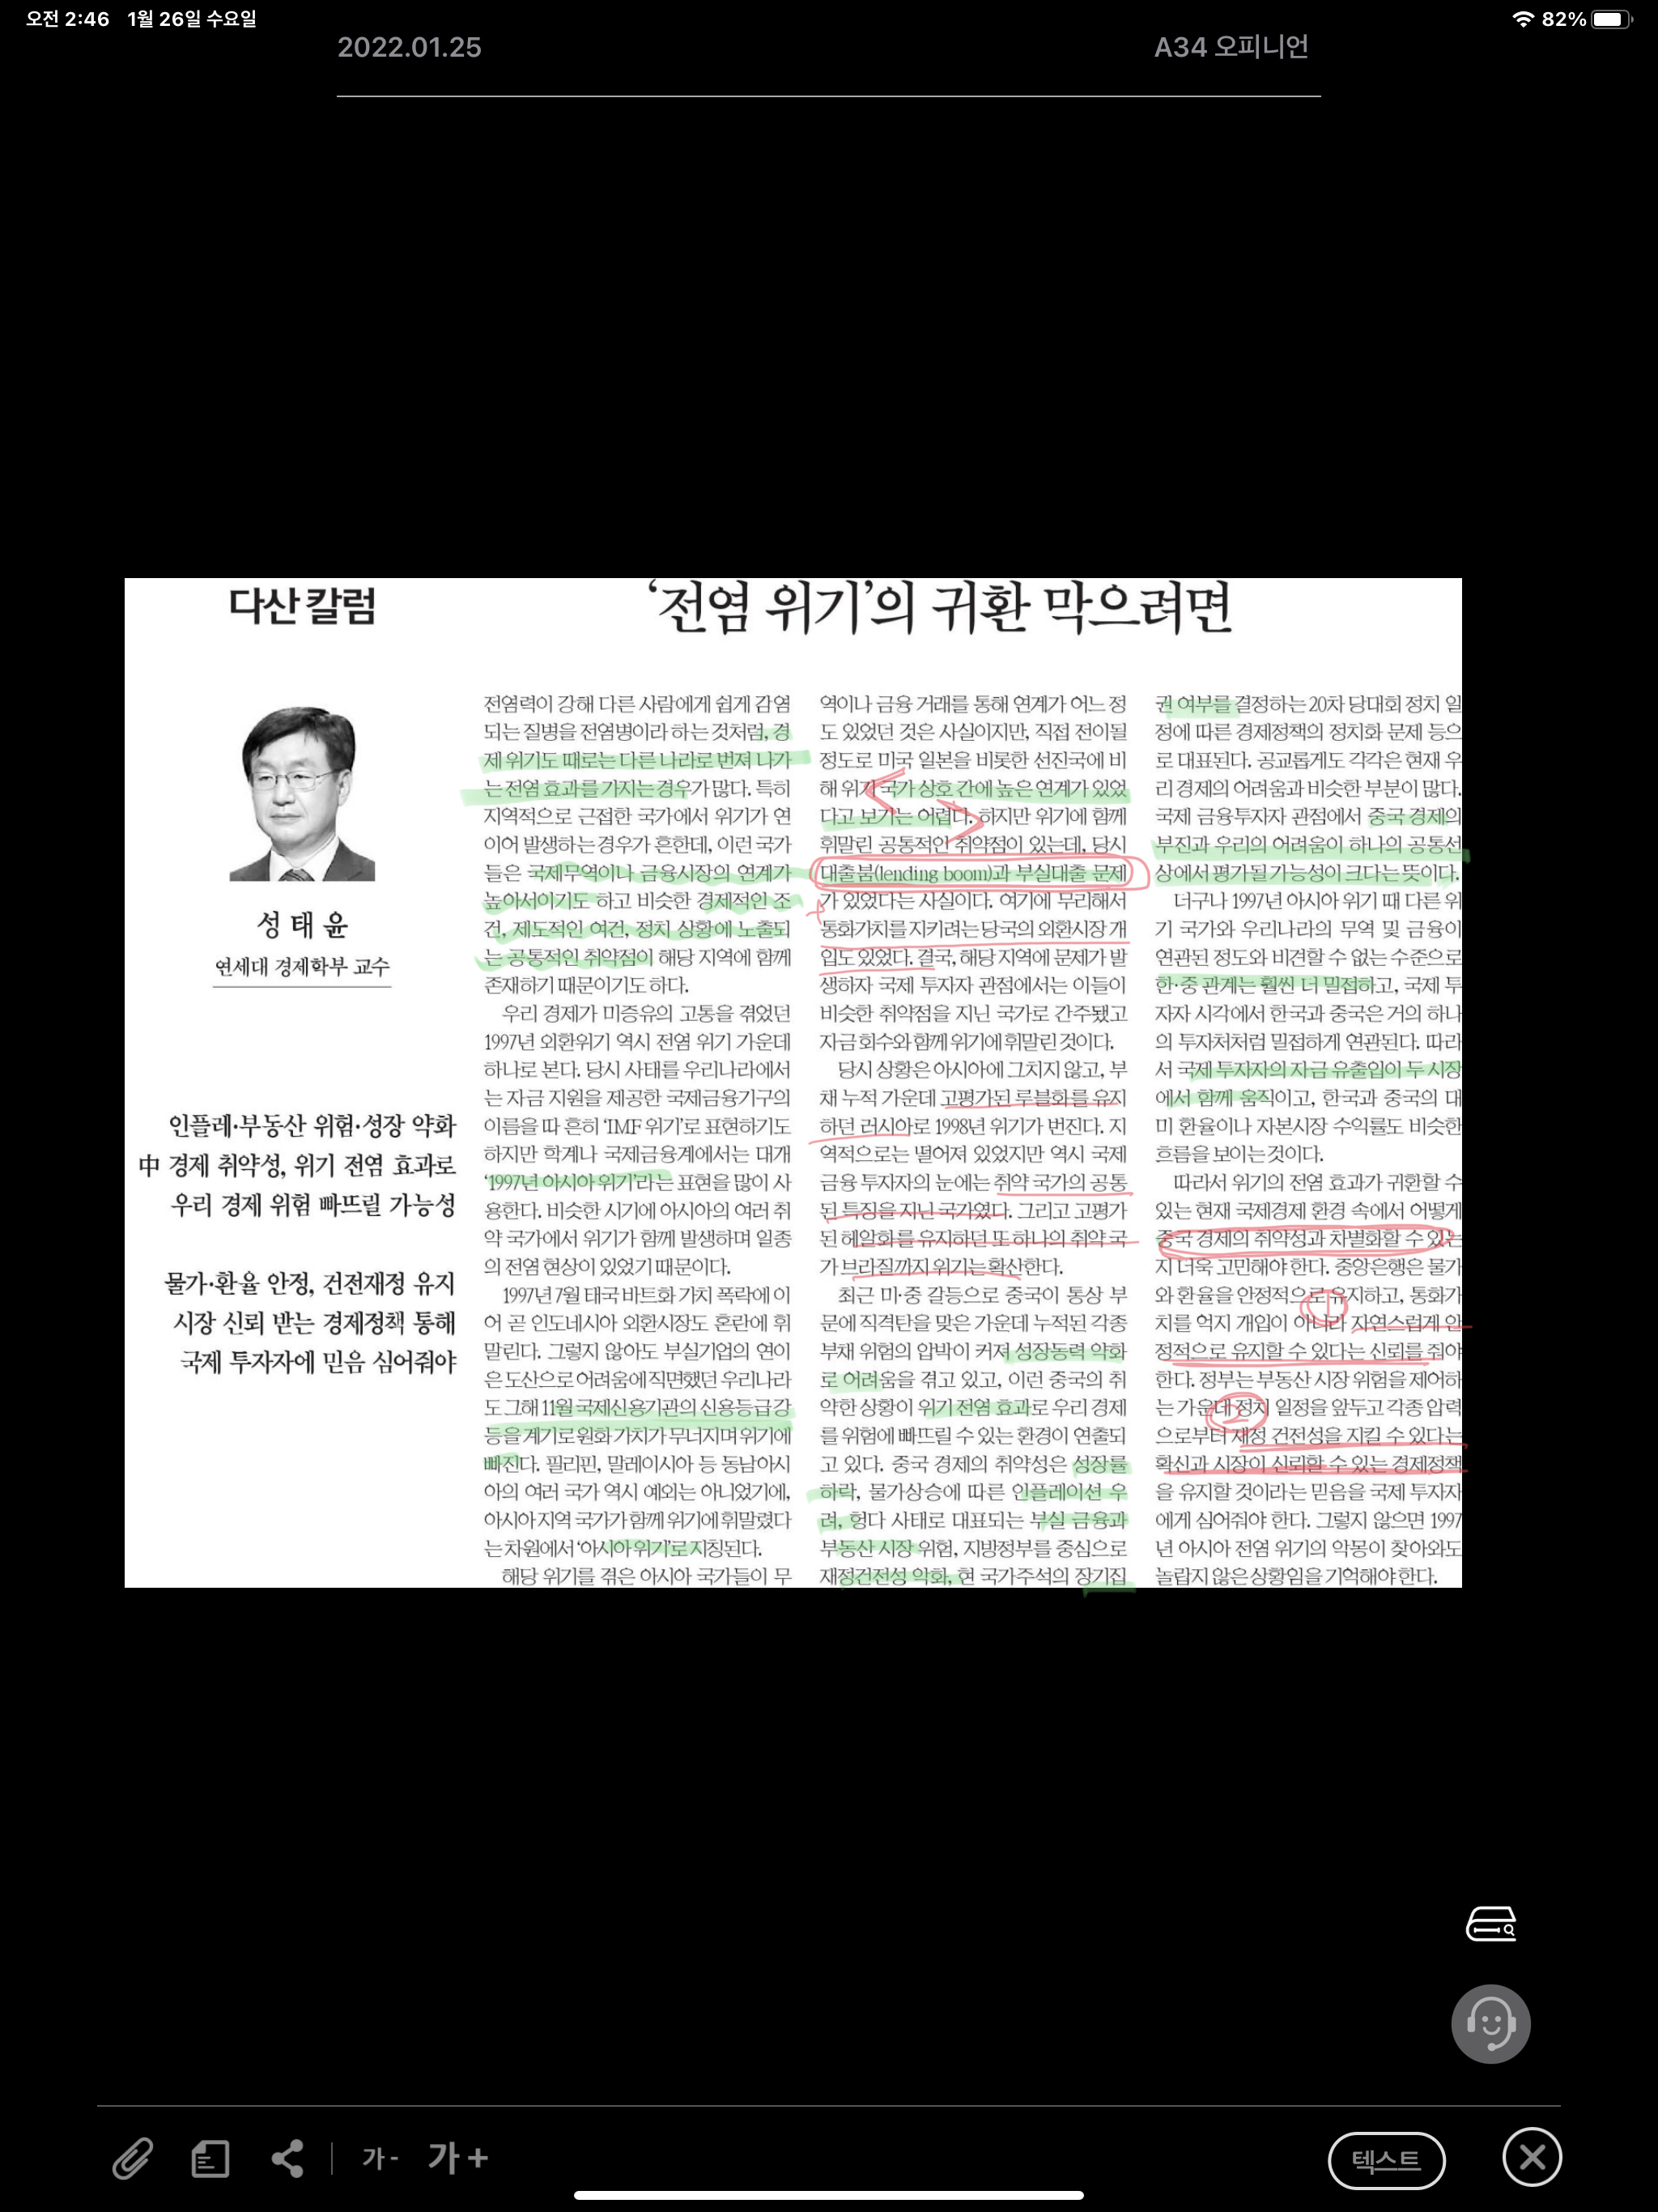 오전 2:46 1월 26일 수요일
82%
2022.01.25
A34 오피니언
다산 칼럼
‘전염 위기’의 귀환 막으려면
성 태 윤
연세대 경제학부 교수
인플레·부동산 위험·성장 약화
中 경제 취약성, 위기 전염 효과로
우리 경제 위험 빠뜨릴 가능성
물가·환율 안정, 건전재정 유지
시장 신뢰 받는 경제정책 통해
국제 투자자에 믿음 심어줘야
전염력이 강해 다른 사람에게 쉽게 감염
되는 질병을 전염병이라 하는 것처럼, 경
제 위기도 때로는 다른 나라로 번져 나가
는 전염 효과를 가지는 경우가 많다. 특히
지역적으로 근접한 국가에서 위기가 연
이어 발생하는 경우가 흔한데, 이런 국가
들은 국제무역이나 금융시장의 연계가
높아서이기도 하고 비슷한 경제적인 조
건, 제도적인 여건, 정치 상황에 노출되
는 공통적인 취약점이 해당 지역에 함께
존재하기 때문이기도 하다.
우리 경제가 미증유의 고통을 겪었던
1997년 외환위기 역시 전염 위기 가운데
하나로 본다. 당시 사태를 우리나라에서
는 자금 지원을 제공한 국제금융기구의
이름을 따 흔히 ‘IMF 위기’로 표현하기도
하지만 학계나 국제금융계에서는 대개
‘1997년 아시아 위기’라는 표현을 많이 사
용한다. 비슷한 시기에 아시아의 여러 취
약 국가에서 위기가 함께 발생하며 일종
의 전염 현상이 있었기 때문이다.
1997년 7월 태국 바트화 가치 폭락에 이
어 곧 인도네시아 외환시장도 혼란에 휘
말린다. 그렇지 않아도 부실기업의 연이
은 도산으로 어려움에 직면했던 우리나라
도 그해 11월 국제신용기관의 신용등급 강
등을 계기로 원화 가치가 무너지며 위기에
빠진다. 필리핀, 말레이시아 등 동남아시
아의 여러 국가 역시 예외는 아니었기에,
아시아 지역 국가가 함께 위기에 휘말렸다
는 차원에서 ‘아시아 위기’로 지칭된다.
해당 위기를 겪은 아시아 국가들이 무
역이나 금융 거래를 통해 연계가 어느 정
도 있었던 것은 사실이지만, 직접 전이될
정도로 미국 일본을 비롯한 선진국에 비
해 위기 국가 상호 간에 높은 연계가 있었
다고 보기는 어렵다. 하지만 위기에 함께
휘말린 공통적인 취약점이 있는데, 당시
대출붐(lending boom)과 부실대출 문제
가 있었다는 사실이다. 여기에 무리해서
통화가치를 지키려는 당국의 외환시장 개
입도 있었다. 결국, 해당 지역에 문제가 발
생하자 국제 투자자 관점에서는 이들이
비슷한 취약점을 지닌 국가로 간주됐고
자금 회수와 함께 위기에 휘말린 것이다.
당시 상황은 아시아에 그치지 않고, 부
채 누적 가운데 고평가된 루블화를 유지
하던 러시아로 1998년 위기가 번진다. 지
역적으로는 떨어져 있었지만 역시 국제
금융 투자자의 눈에는 취약 국가의 공통
된 특징을 지닌 국가였다. 그리고 고평가
된 헤알화를 유지하던 또 하나의 취약 국
가 브라질까지 위기는 확산한다.
최근 미·중 갈등으로 중국이 통상 부
문에 직격탄을 맞은 가운데 누적된 각종
부채 위험의 압박이 커져 성장동력 약화
로 어려움을 겪고 있고, 이런 중국의 취
약한 상황이 위기 전염 효과로 우리 경제
를 위험에 빠뜨릴 수 있는 환경이 연출되
고 있다. 중국 경제의 취약성은 성장률
하락, 물가상승에 따른 인플레이션 우
려, 헝다 사태로 대표되는 부실 금융과
부동산 시장 위험, 지방정부를 중심으로
재정건전성 악화, 현 국가주석의 장기집
권 여부를 결정하는 20차 당대회 정치 일
정에 따른 경제정책의 정치화 문제 등으
로 대표된다. 공교롭게도 각각은 현재 우
리 경제의 어려움과 비슷한 부분이 많다.
국제 금융투자자 관점에서 중국 경제의
부진과 우리의 어려움이 하나의 공통선
상에서 평가될 가능성이 크다는 뜻이다.
더구나 1997년 아시아 위기 때 다른 위
기 국가와 우리나라의 무역 및 금융이
연관된 정도와 비견할 수 없는 수준으로
한·중 관계는 훨씬 더 밀접하고, 국제 투
자자 시각에서 한국과 중국은 거의 하나
의 투자처처럼 밀접하게 연관된다. 따라
서 국제 투자자의 자금 유출입이 두 시장
에서 함께 움직이고, 한국과 중국의 대
미 환율이나 자본시장 수익률도 비슷한
흐름을 보이는 것이다.
따라서 위기의 전염 효과가 귀환할 수
있는 현재 국제경제 환경 속에서 어떻게
중국 경제의 취약성과 차별화할 수 있는
지 더욱 고민해야 한다. 중앙은행은 물가
와 환율을 안정적으로 유지하고, 통화가
치를 억지 개입이 아니라 자연스럽게 안
정적으로 유지할 수 있다는 신뢰를 줘야
한다. 정부는 부동산 시장 위험을 제어하
는 가운데 정치 일정을 앞두고 각종 압력
으로부터 재정 건전성을 지킬 수 있다는
확신과 시장이 신뢰할 수 있는 경제정책
을 유지할 것이라는 믿음을 국제 투자자
에게 심어줘야 한다. 그렇지 않으면 1997
년 아시아 전염 위기의 악몽이 찾아와도
놀랍지 않은 상황임을 기억해야 한다.
①
②
가- 가+
텍스트